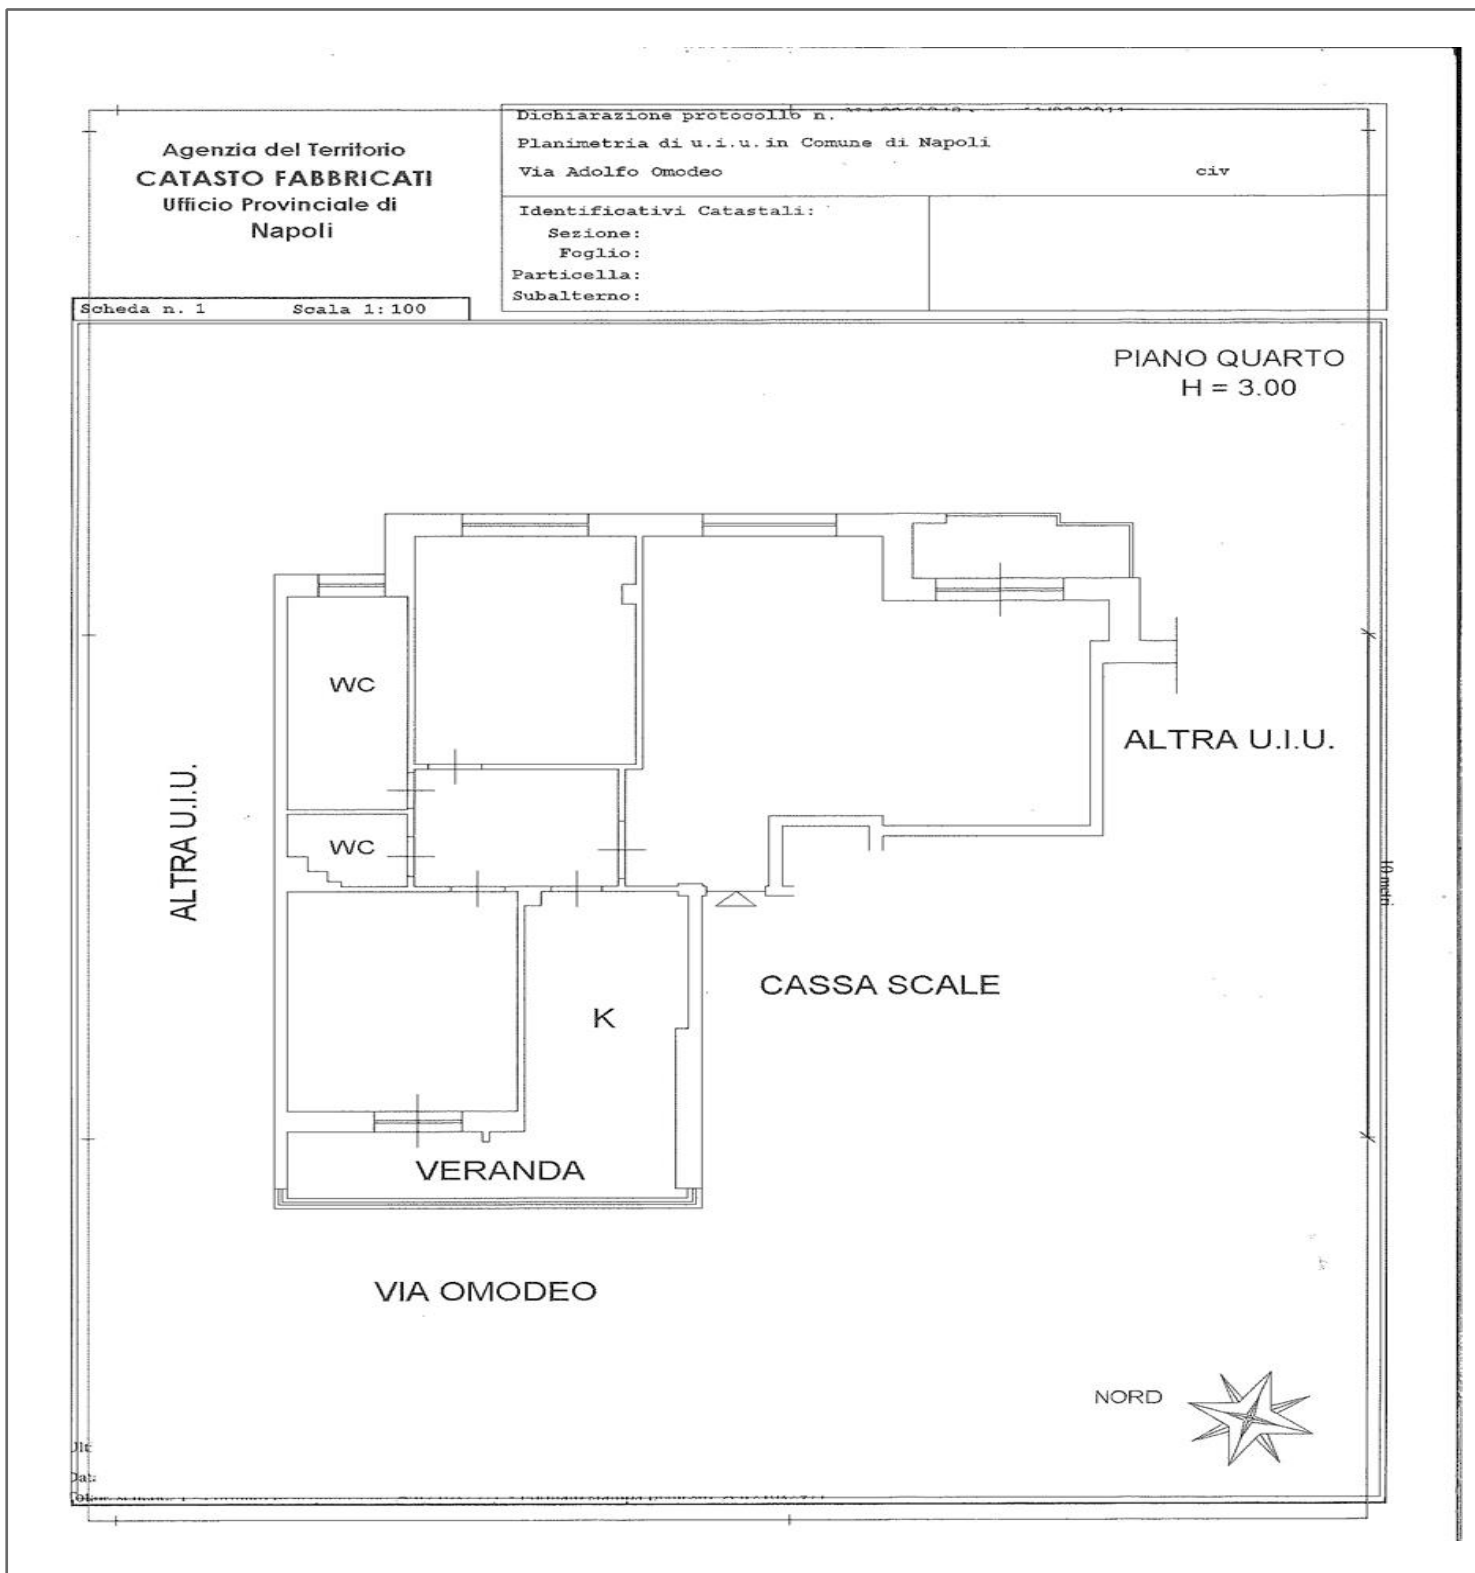 Agenzia del Territorio
CATASTO FABBRICATI
Ufficio Provinciale di
Napoli
Dichiarazione protocollo n.
Planimetria di u.i.u. in Comune di Napoli
Via Adolfo Omodeo civ
Identificativi Catastali:
Sezione:
Foglio:
Particella:
Subalterno:
Scheda n. 1 Scala 1:100
PIANO QUARTO
H = 3.00
WC
ALTRA U.I.U.
ALTRA U.I.U.
WC
10 metri
CASSA SCALE
K
VERANDA
VIA OMODEO
NORD